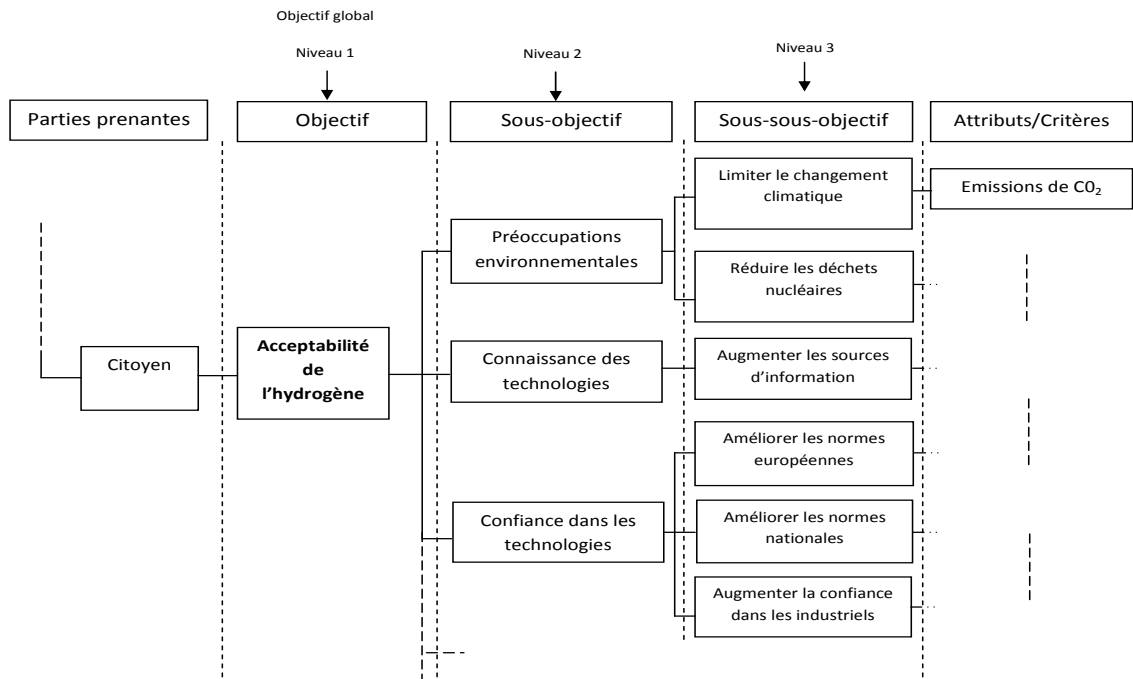 Objectif global
Niveau 1
Niveau 2
Niveau 3
Parties prenantes
Objectif
Sous-objectif
Sous-sous-objectif
Attributs/Critères
Limiter le changement
climatique
Emissions de C0₂
Préoccupations
environnementales
Réduire les déchets
nucléaires
Citoyen
Acceptabilité
de
l’hydrogène
Connaissance des
technologies
Augmenter les sources
d’information
Améliorer les normes
européennes
Confiance dans les
technologies
Améliorer les normes
nationales
Augmenter la confiance
dans les industriels